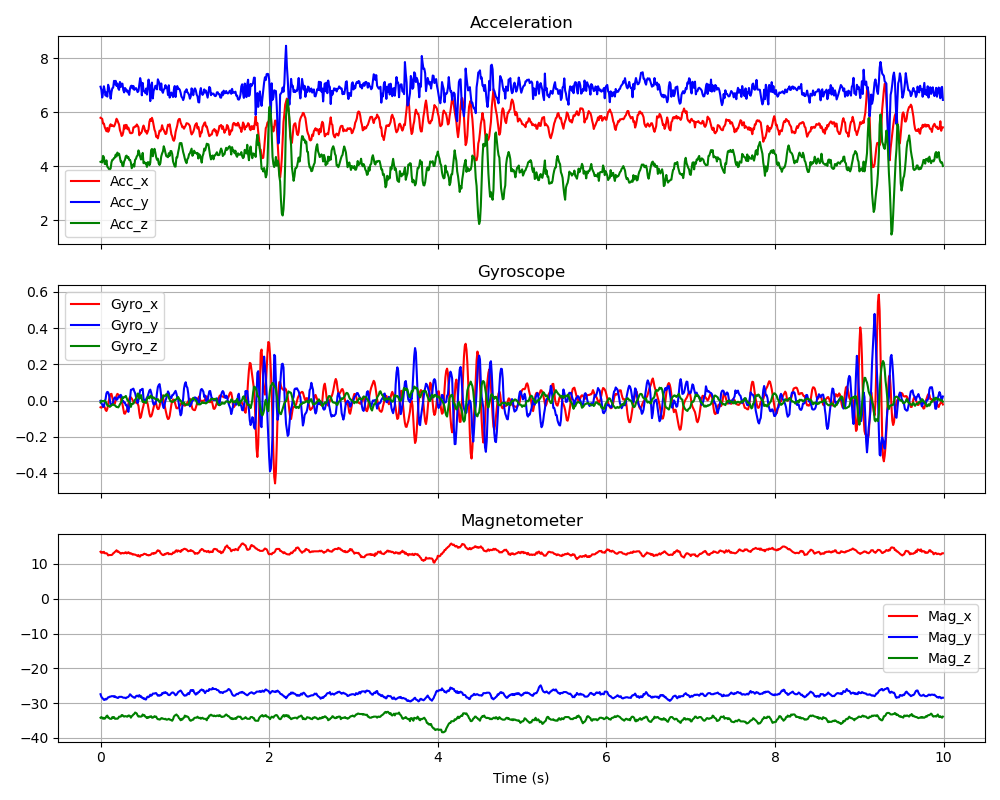 Acceleration
8
6
4
2
Acc_x
Acc_y
Acc_z
Gyroscope
0.6
0.4
0.2
0.0
−0.2
−0.4
Gyro_x
Gyro_y
Gyro_z
Magnetometer
10
0
−10
−20
−30
−40
Mag_x
Mag_y
Mag_z
0 2 4 6 8 10
Time (s)